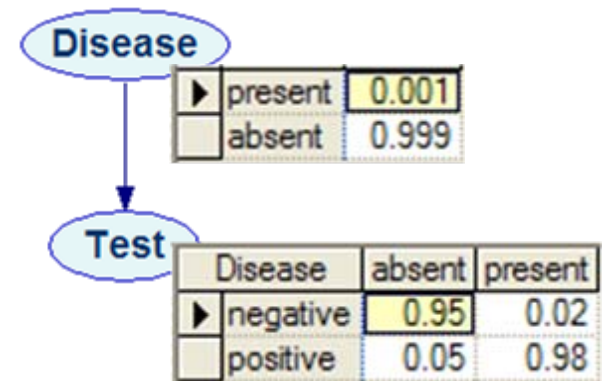 Disease
present 0.001
absent 0.999
Test
Disease absent present
negative 0.95 0.02
positive 0.05 0.98